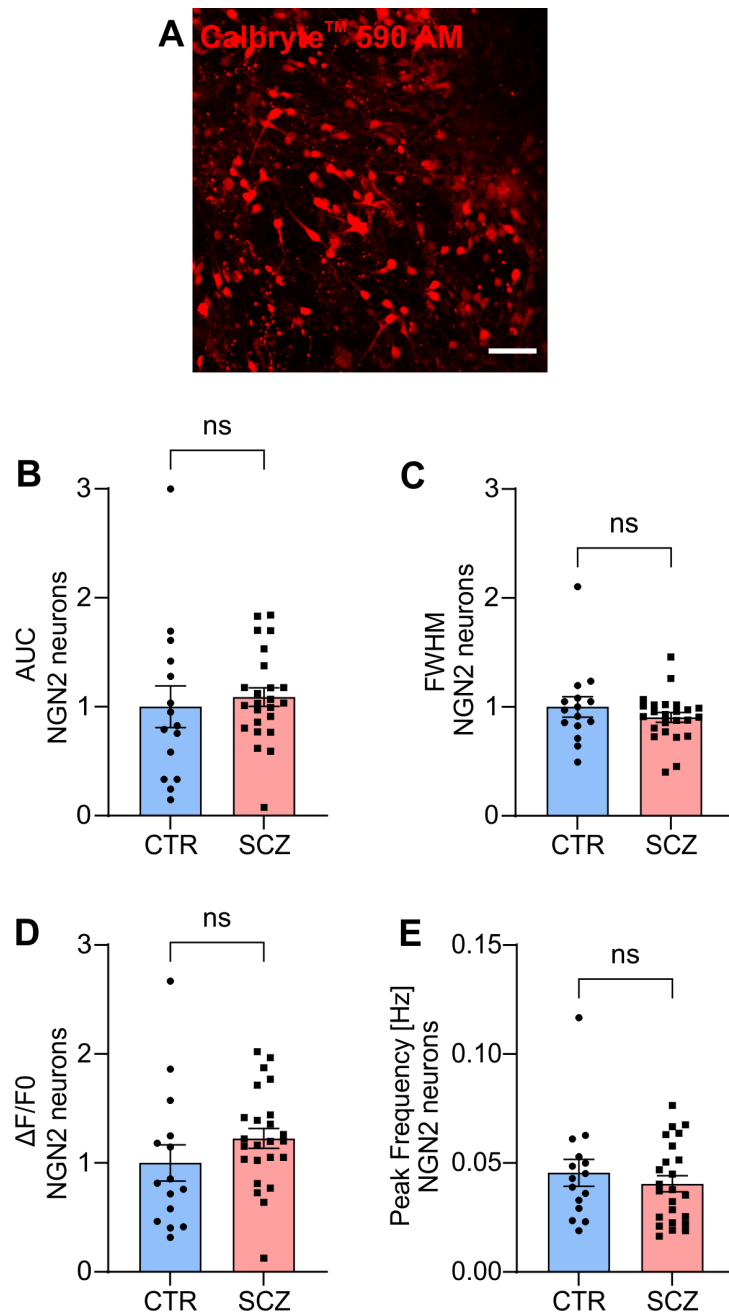 A
Calbryte™ 590 AM
B
ns
3
2
1
0
AUC
NGN2 neurons
CTR SCZ
C
ns
3
2
1
0
FWHM
NGN2 neurons
CTR SCZ
D
ns
3
2
1
0
ΔF/F0
NGN2 neurons
CTR SCZ
E
ns
0.15
0.10
0.05
0.00
Peak Frequency [Hz]
NGN2 neurons
CTR SCZ